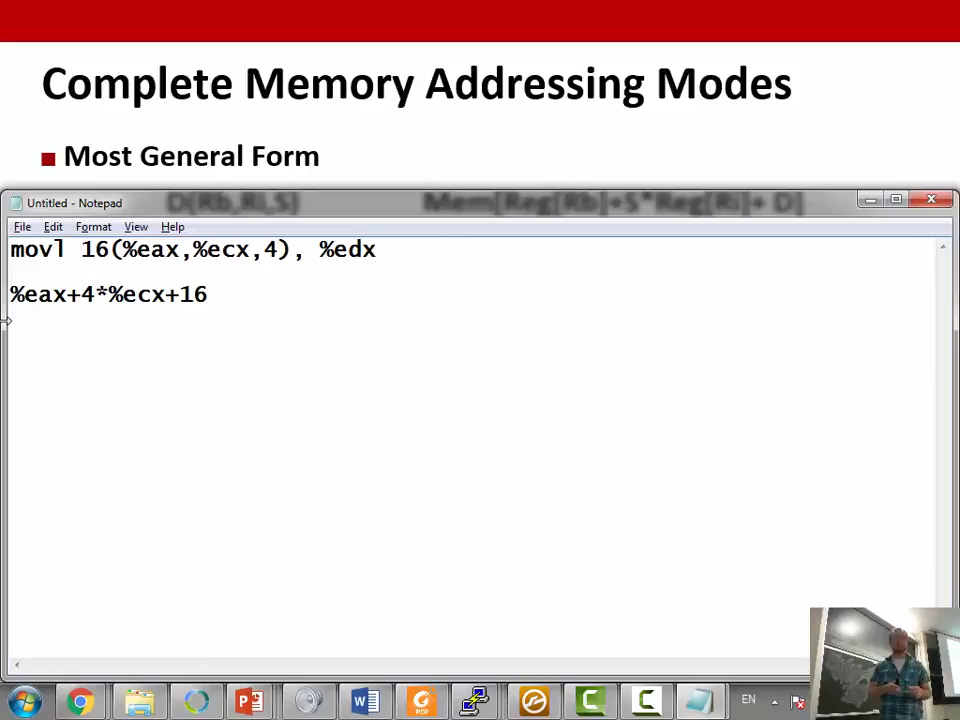 Complete Memory Addressing Modes
Most General Form
Untitled - Notepad
D(Rb,Ri,S] Mem[Reg[Rb]+S*Reg[Ri]+ D]
File Edit Format View Help
movl 16(%eax,%ecx,4), %edx
%eax+4*%ecx+16
PDF
EN